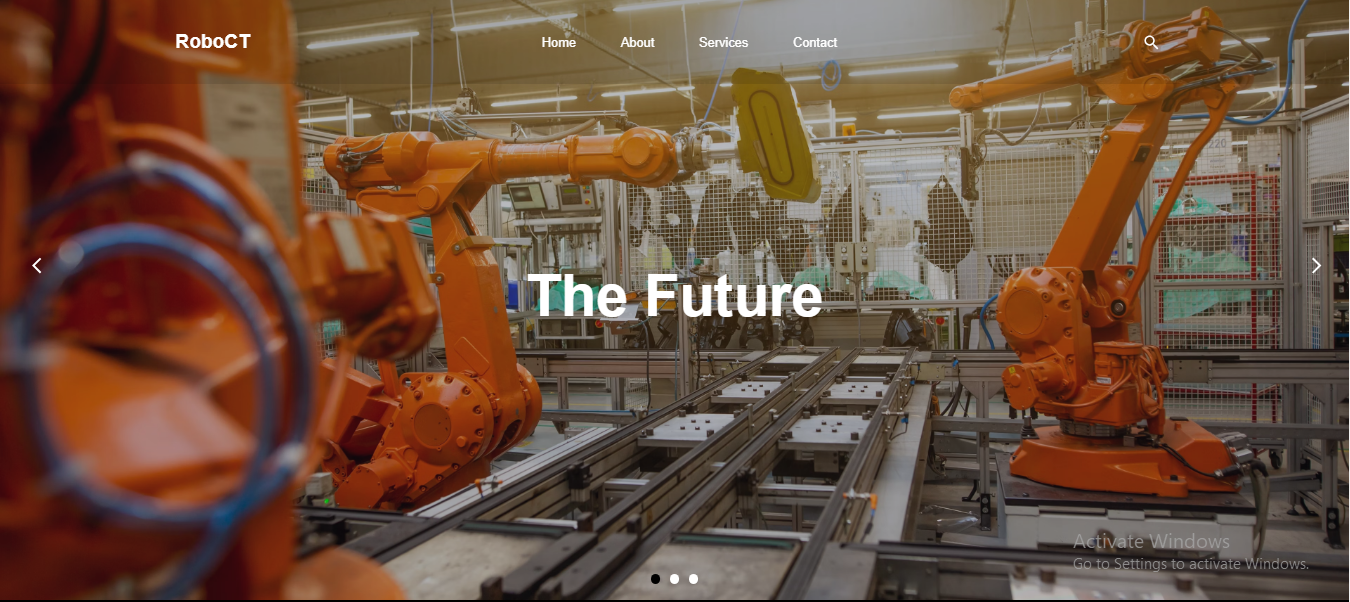 RoboCT
Home About Services Contact
The Future
Activate Windows
Go to Settings to activate Windows.